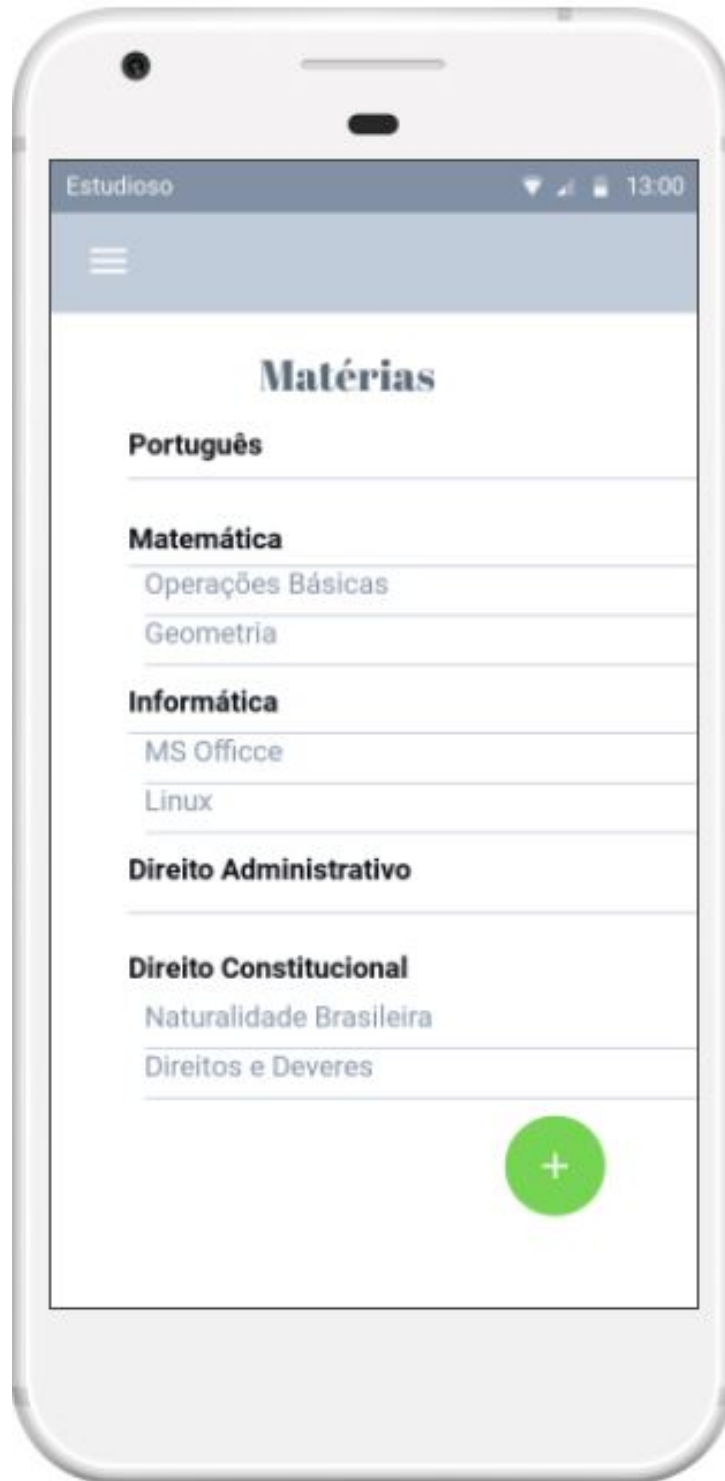 Estudioso 13:00
Matérias
Português
Matemática
Operações Básicas
Geometria
Informática
MS Officce
Linux
Direito Administrativo
Direito Constitucional
Naturalidade Brasileira
Direitos e Deveres
+